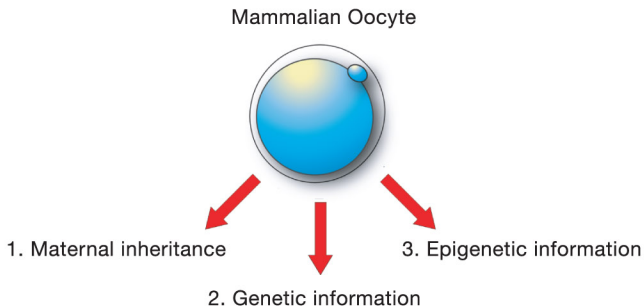 Mammalian Oocyte
1. Maternal inheritance
3. Epigenetic information
2. Genetic information